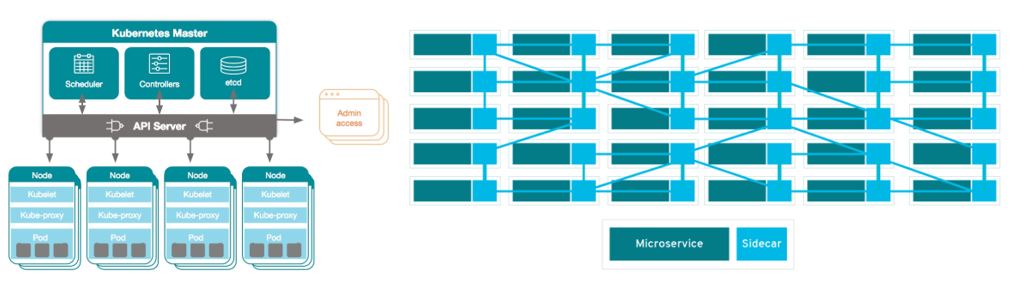 Kubernetes Master
Scheduler
Controllers
etcd
API Server
Admin
access
Node
Kubelet
Kube-proxy
Pod
Node
Kubelet
Kube-proxy
Pod
Node
Kubelet
Kube-proxy
Pod
Node
Kubelet
Kube-proxy
Pod
Microservice
Sidecar